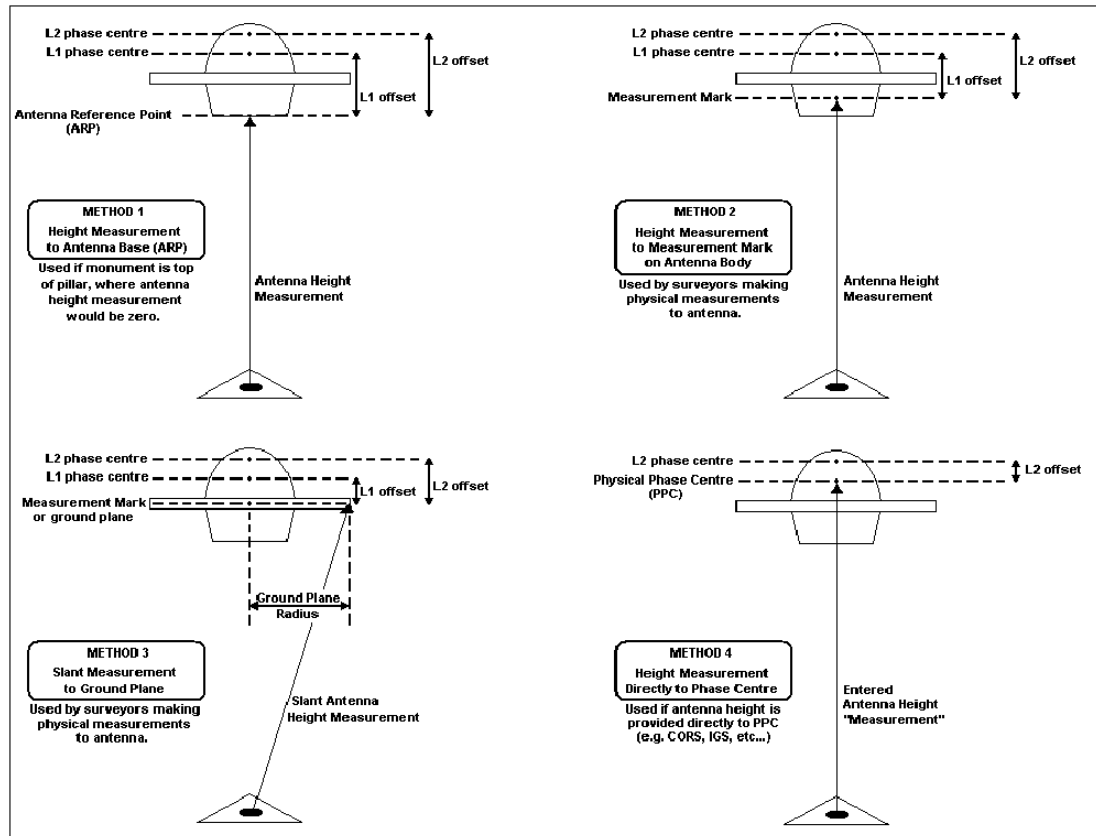 L2 phase centre
L1 phase centre
L2 offset
L1 offset
Antenna Reference Point
(ARP)
METHOD 1
Height Measurement
to Antenna Base (ARP)
Used if monument is top
of pillar, where antenna
height measurement
would be zero.
Antenna Height
Measurement
L2 phase centre
L1 phase centre
L2 offset
L1 offset
Measurement Mark
METHOD 2
Height Measurement
to Measurement Mark
on Antenna Body
Used by surveyors making
physical measurements
to antenna.
Antenna Height
Measurement
L2 phase centre
L1 phase centre
L1 offset
L2 offset
Measurement Mark
or ground plane
Ground Plane
Radius
METHOD 3
Slant Measurement
to Ground Plane
Used by surveyors making
physical measurements
to antenna.
Slant Antenna
Height Measurement
L2 phase centre
Physical Phase Centre
(PPC)
L2 offset
METHOD 4
Height Measurement
Directly to Phase Centre
Used if antenna height is
provided directly to PPC
(e.g. CORS, IGS, etc...)
Entered
Antenna Height
"Measurement"